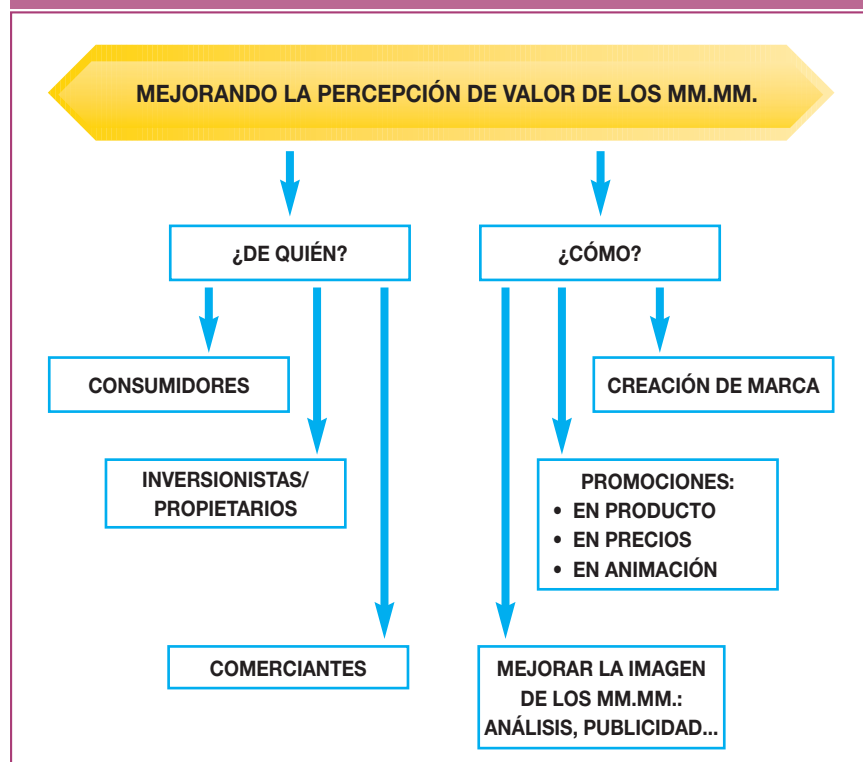 MEJORANDO LA PERCEPCIÓN DE VALOR DE LOS MM.MM.
¿DE QUIÉN?
¿CÓMO?
CONSUMIDORES
CREACIÓN DE MARCA
INVERSIONISTAS/
PROPIETARIOS
PROMOCIONES:
• EN PRODUCTO
• EN PRECIOS
• EN ANIMACIÓN
COMERCIANTES
MEJORAR LA IMAGEN
DE LOS MM.MM.:
ANÁLISIS, PUBLICIDAD...